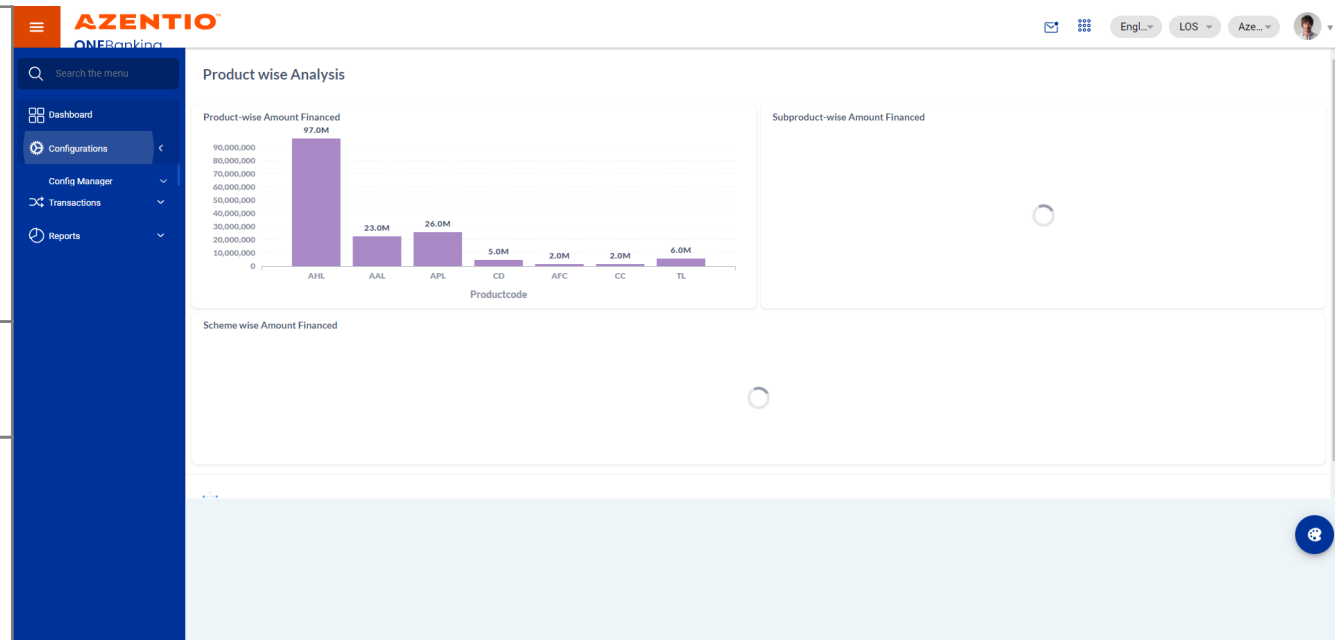 AZENTIO™
ONEBanking
Engl...
LOS
Aze...
Search the menu
Dashboard
Configurations
Config Manager
Transactions
Reports
Product wise Analysis
Product-wise Amount Financed
97.0M
90,000,000
80,000,000
70,000,000
60,000,000
50,000,000
40,000,000
30,000,000
20,000,000
10,000,000
0
23.0M
26.0M
5.0M
2.0M
2.0M
6.0M
AHL AAL APL CD AFC CC TL
Productcode
Subproduct-wise Amount Financed
Scheme wise Amount Financed